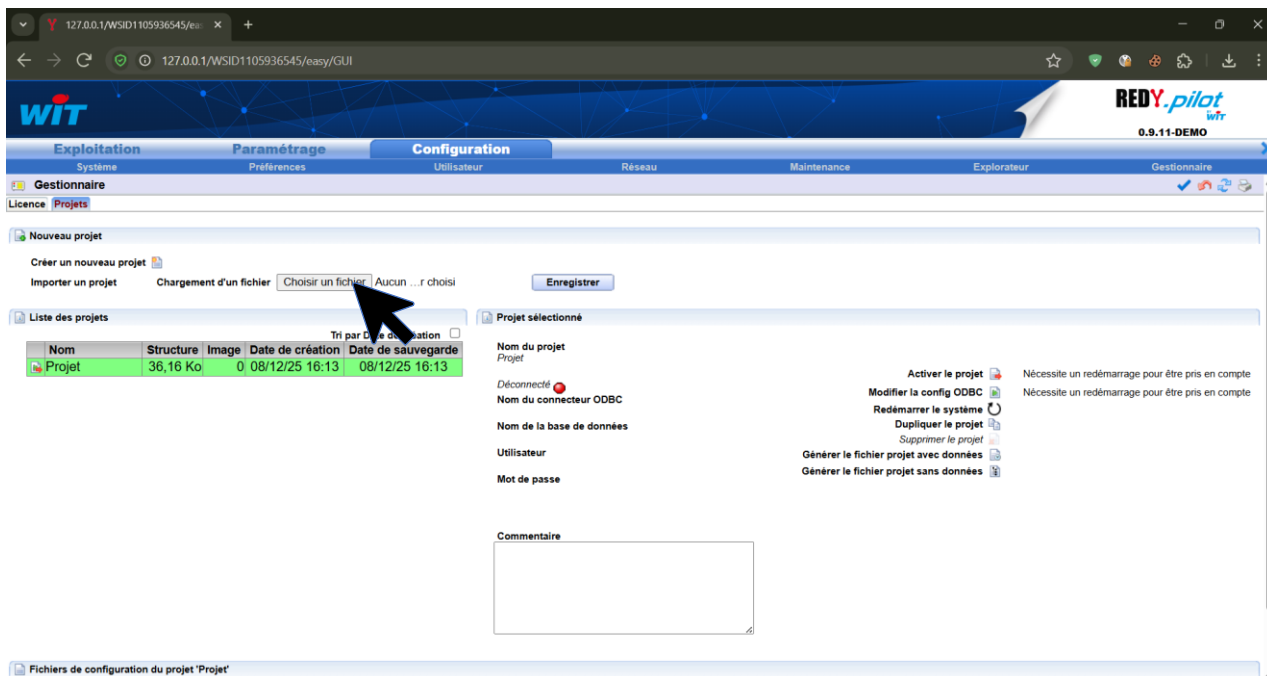 127.0.0.1/WSID1105936545/ea
127.0.0.1/WSID1105936545/easy/GUI
WIT
REDY.pilot
WIT
0.9.11-DEMO
Exploitation Paramétrage Configuration
Système Préférences Utilisateur Réseau Maintenance Explorateur Gestionnaire
Gestionnaire
Licence Projets
Nouveau projet
Créer un nouveau projet
Importer un projet Chargement d'un fichier Choisir un fichier Aucun ...r choisi Enregistrer
Liste des projets
Tri par Date de création
Nom Structure Image Date de création Date de sauvegarde
Projet 36,16 Ko 0 08/12/25 16:13 08/12/25 16:13
Projet sélectionné
Nom du projet
Projet
Déconnecté
Nom du connecteur ODBC
Nom de la base de données
Utilisateur
Mot de passe
Activer le projet Nécessite un redémarrage pour être pris en compte
Modifier la config ODBC Nécessite un redémarrage pour être pris en compte
Redémarrer le système
Dupliquer le projet
Supprimer le projet
Générer le fichier projet avec données
Générer le fichier projet sans données
Commentaire
Fichiers de configuration du projet 'Projet'